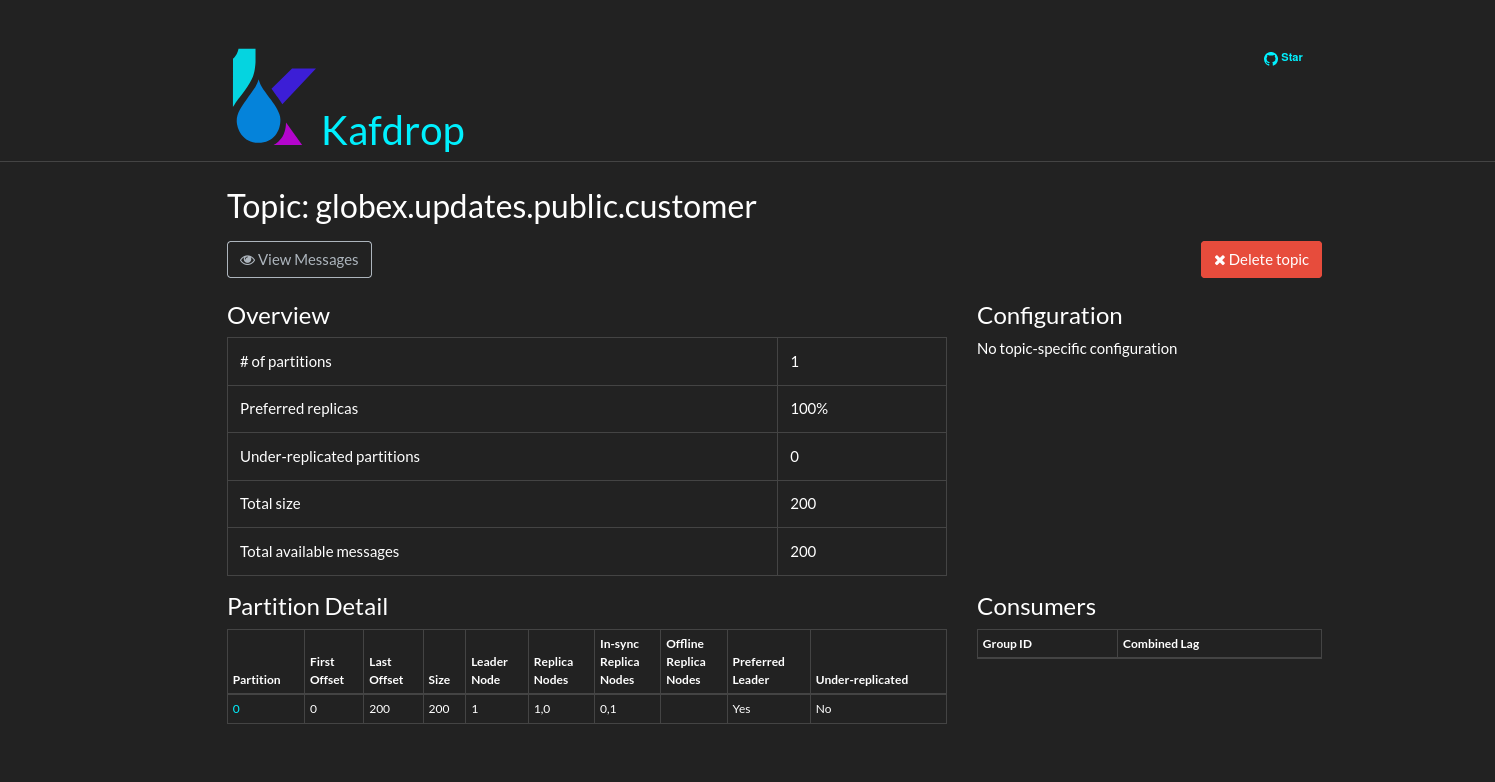 Star
Kafdrop
Topic: globex.updates.public.customer
View Messages
Delete topic
Overview
# of partitions 1
Preferred replicas 100%
Under-replicated partitions 0
Total size 200
Total available messages 200
Configuration
No topic-specific configuration
Partition Detail
Partition First Offset Last Offset Size Leader Node Replica Nodes In-sync Replica Nodes Offline Replica Nodes Preferred Leader Under-replicated
0 0 200 200 1 1,0 0,1 Yes No
Consumers
Group ID Combined Lag